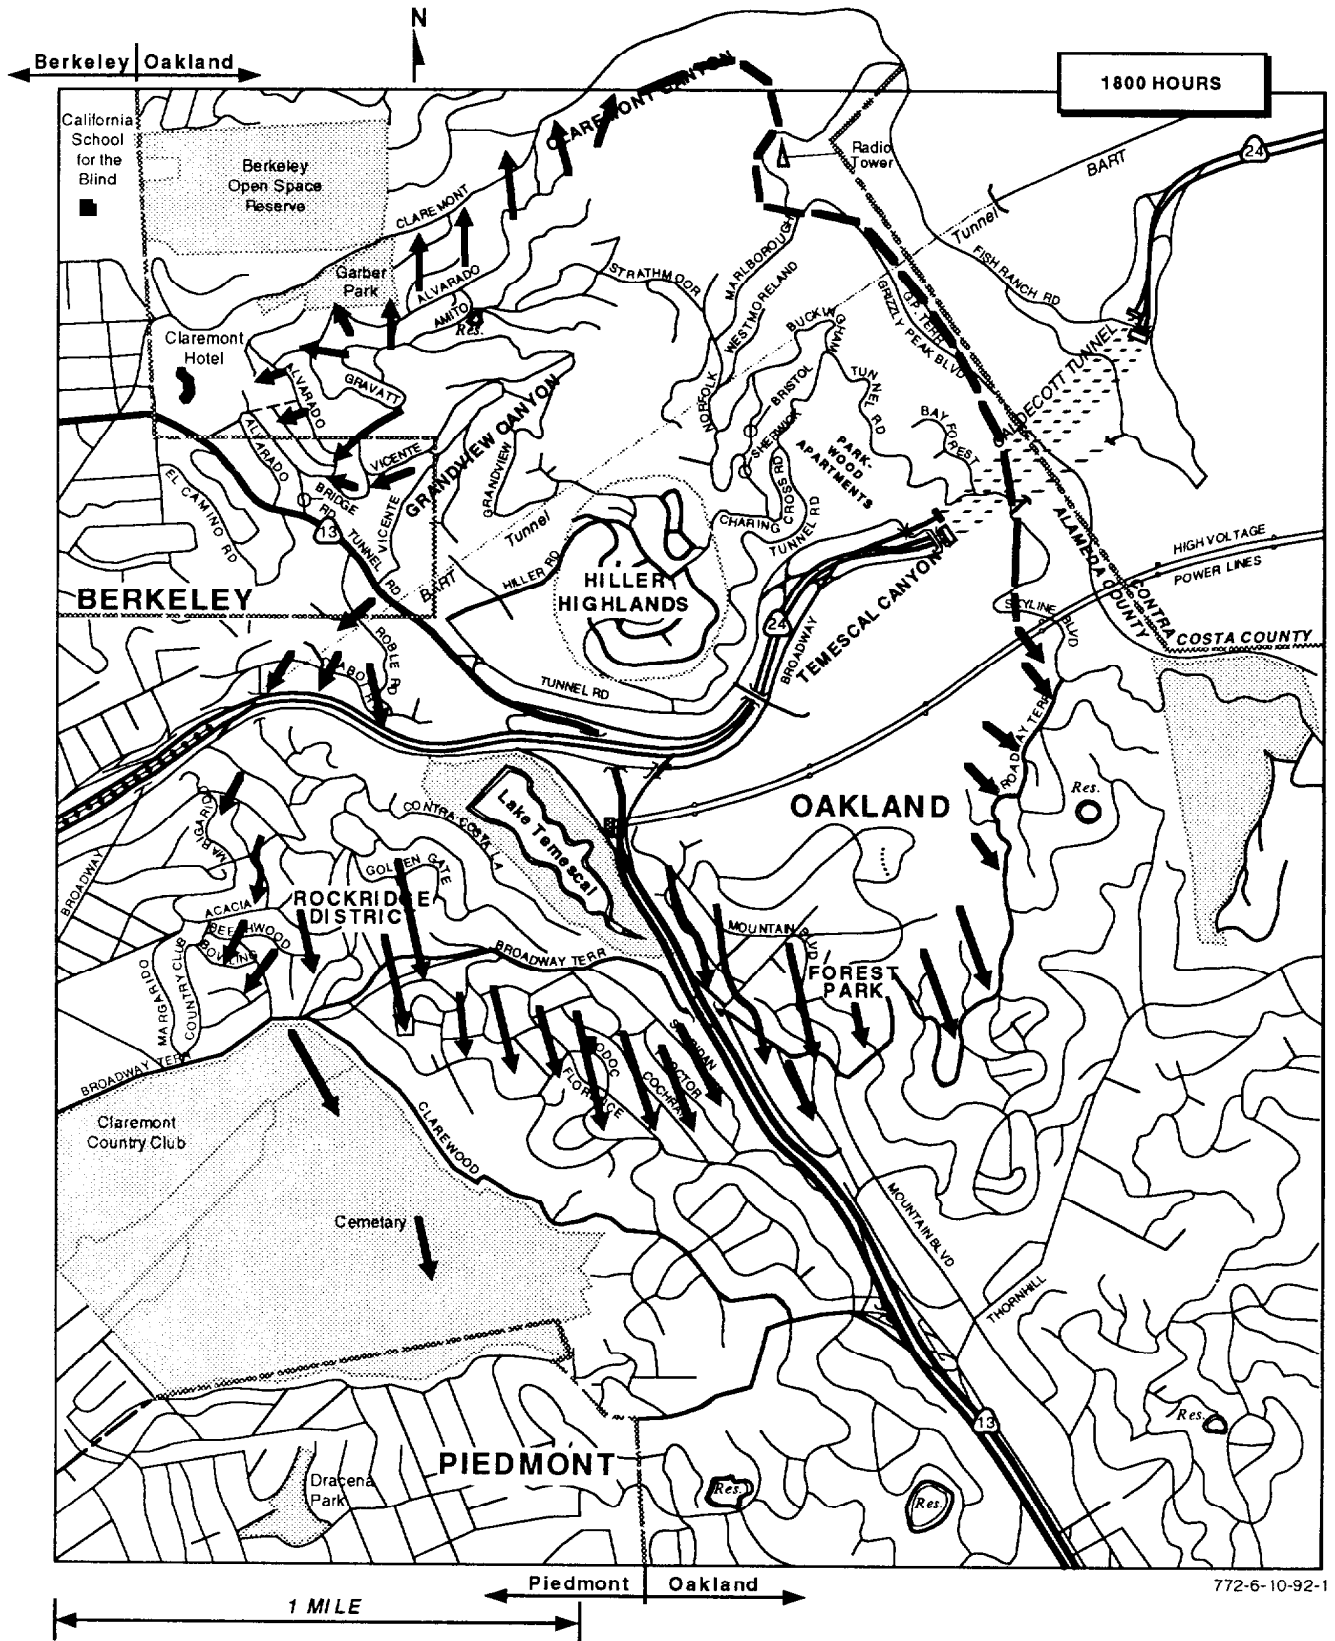 N
Berkeley Oakland
1800 HOURS
California
School
for the
Blind
Berkeley
Open Space
Reserve
CLAREMONT CANYON
Radio
Tower
24
BART
Tunnel
CLAREMONT
Garber
Park
ALVARADO
AMITO
Res.
STRATHMOOR
MARLBOROUGH
WESTMORELAND
NORFOLK
BUCKINGHAM
FISH RANCH RD
GRIZZLY PEAK BLVD
Claremont
Hotel
ALVARADO
GRAVATT
GRANDVIEW CANYON
BRISTOL
SHERWICK
TUNNEL
RD
BAY
FOREST
CALDECOTT TUNNEL
PARK-
WOOD
APARTMENTS
ALVARADO
VICENTE
GRANDVIEW
EL CAMINO RD
BRIDGE
RD
13
TUNNEL RD
VICENTE
Tunnel
BART
CHARING
CROSS RD
TUNNEL RD
HILLER RD
HILLER
HIGHLANDS
TEMESCAL CANYON
ALAMEDA COUNTY
CONTRA
COSTA COUNTY
HIGH VOLTAGE
POWER LINES
SKYLINE BLVD
BERKELEY
ROBLE RD
TUNNEL RD
24
BROADWAY
BROADWAY TERR
Res.
OAKLAND
MARGARIDO
CONTRA COSTA LA
Lake Temescal
BROADWAY
GOLDEN GATE
ROCKRIDGE
DISTRICT
ACACIA
BEECHWOOD
BOWLING
MARGARIDO
COUNTRY CLUB
BROADWAY TERR
MOUNTAIN BLVD
FOREST
PARK
BROADWAY TERR
SHERIDAN
PROCTOR
COCHRAN
MODOC
FLORENCE
Claremont
Country Club
CLAREWOOD
Cemetary
MOUNTAIN BLVD
THORNHILL
13
Res.
PIEDMONT
Dracena
Park
Res.
Res.
Piedmont Oakland
772-6-10-92-1
1 MILE